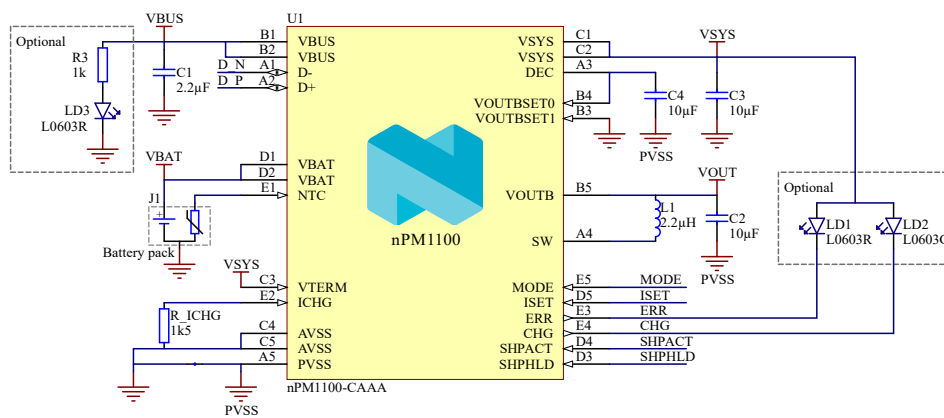 U1
VBUS
Optional
R3
1k
LD3
L0603R
C1
2.2µF
D_N
D_P
B1
B2
A1
A2
VBUS
VBUS
D-
D+
VBAT
D1
D2
E1
VBAT
VBAT
NTC
J1
+
Battery pack
VSYS
C3
E2
VTERM
ICHG
R_ICHG
1k5
C4
C5
A5
AVSS
AVSS
PVSS
PVSS
nPM1100-CAAA
nPM1100
VSYS
VSYS
DEC
VOUTBSET0
VOUTBSET1
C1
C2
A3
B4
B3
VSYS
C4
10µF
PVSS
C3
10µF
VOUTB
SW
B5
A4
L1
2.2µH
VOUT
C2
10µF
PVSS
Optional
LD1
L0603R
LD2
L0603G
MODE
ISET
ERR
CHG
SHPACT
SHPHLD
E5
D5
E3
E4
D4
D3
MODE
ISET
ERR
CHG
SHPACT
SHPHLD